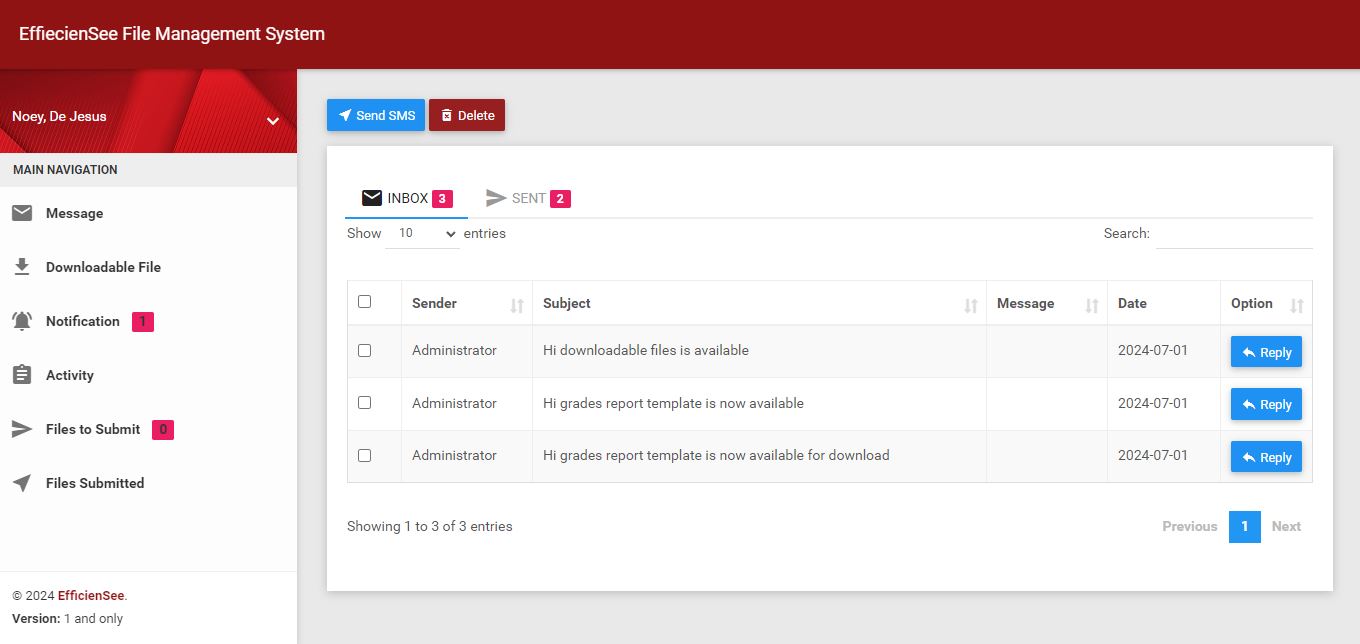 EffiecienSee File Management System
Noey, De Jesus
MAIN NAVIGATION
Message
Downloadable File
Notification 1
Activity
Files to Submit 0
Files Submitted
© 2024 EfficienSee.
Version: 1 and only
Send SMS Delete
INBOX 3 SENT 2
Show 10 entries Search:
Sender Subject Message Date Option
Administrator Hi downloadable files is available 2024-07-01 Reply
Administrator Hi grades report template is now available 2024-07-01 Reply
Administrator Hi grades report template is now available for download 2024-07-01 Reply
Showing 1 to 3 of 3 entries Previous 1 Next